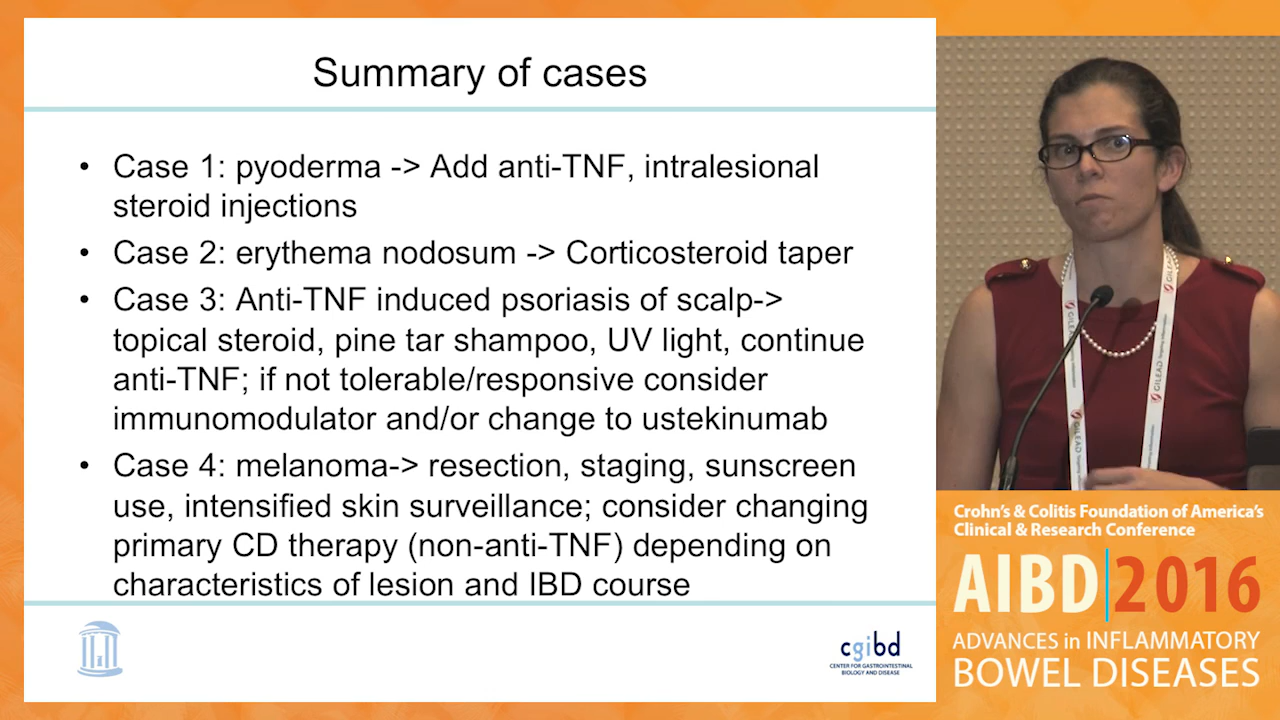 Summary of cases
• Case 1: pyoderma -> Add anti-TNF, intralesional
steroid injections
• Case 2: erythema nodosum -> Corticosteroid taper
• Case 3: Anti-TNF induced psoriasis of scalp->
topical steroid, pine tar shampoo, UV light, continue
anti-TNF; if not tolerable/responsive consider
immunomodulator and/or change to ustekinumab
• Case 4: melanoma-> resection, staging, sunscreen
use, intensified skin surveillance; consider changing
primary CD therapy (non-anti-TNF) depending on
characteristics of lesion and IBD course
cgibd
CENTER FOR GASTROINTESTINAL
BIOLOGY AND DISEASE
GILEAD
GILEAD
GILEAD
GILEAD
Crohn's & Colitis Foundation of America's
Clinical & Research Conference
AIBD|2016
ADVANCES in INFLAMMATORY
BOWEL DISEASES